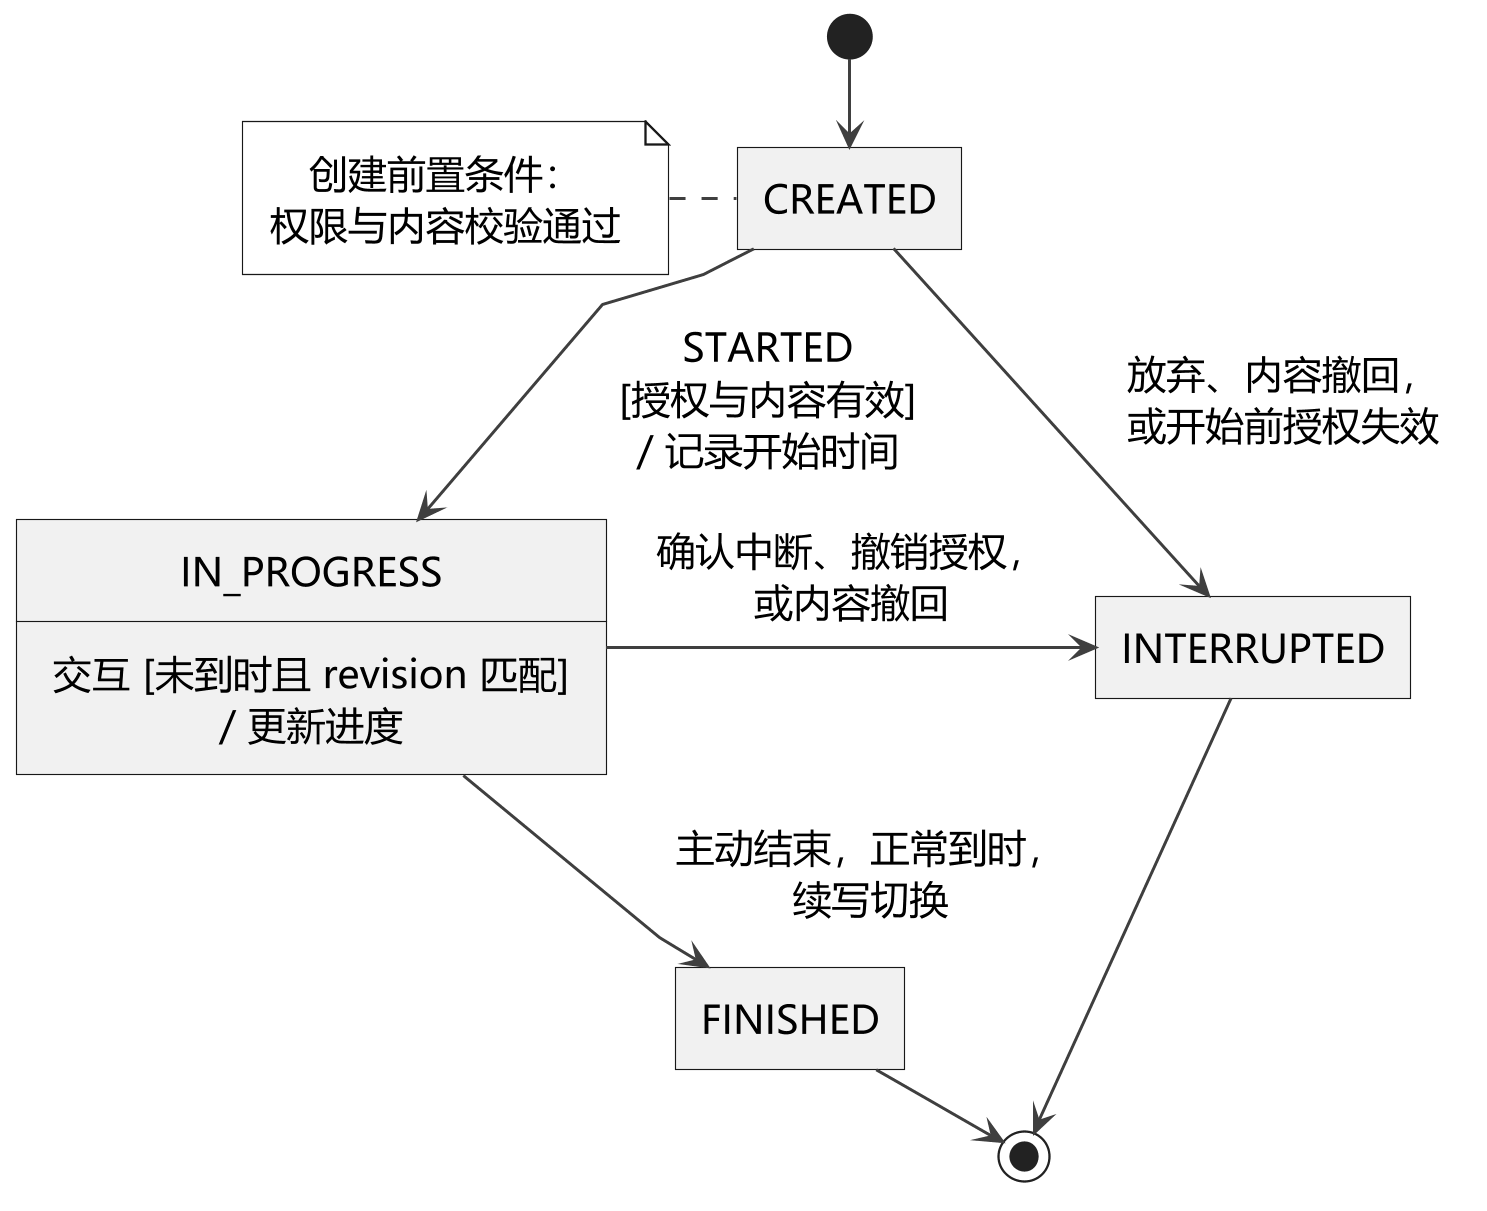 创建前置条件：
权限与内容校验通过
CREATED
STARTED
[授权与内容有效]
/ 记录开始时间
放弃、内容撤回，
或开始前授权失效
IN_PROGRESS
交互 [未到时且 revision 匹配]
/ 更新进度
确认中断、撤销授权，
或内容撤回
INTERRUPTED
主动结束，正常到时，
续写切换
FINISHED